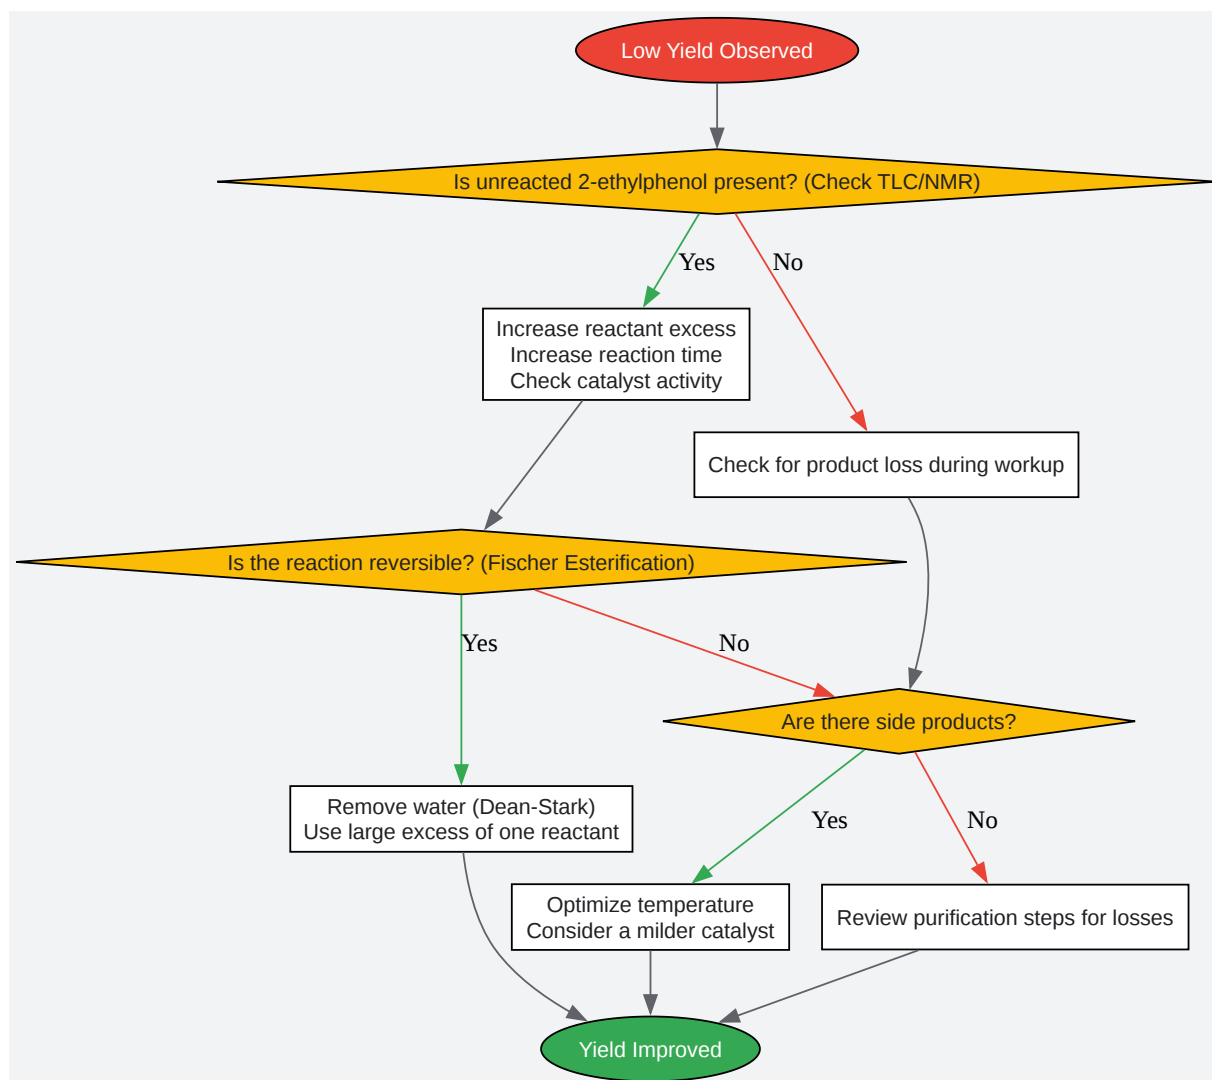 Low Yield Observed
Is unreacted 2-ethylphenol present? (Check TLC/NMR)
Yes
No
Increase reactant excess
Increase reaction time
Check catalyst activity
Check for product loss during workup
Is the reaction reversible? (Fischer Esterification)
Yes
No
Are there side products?
Remove water (Dean-Stark)
Use large excess of one reactant
Yes
No
Optimize temperature
Consider a milder catalyst
Review purification steps for losses
Yield Improved